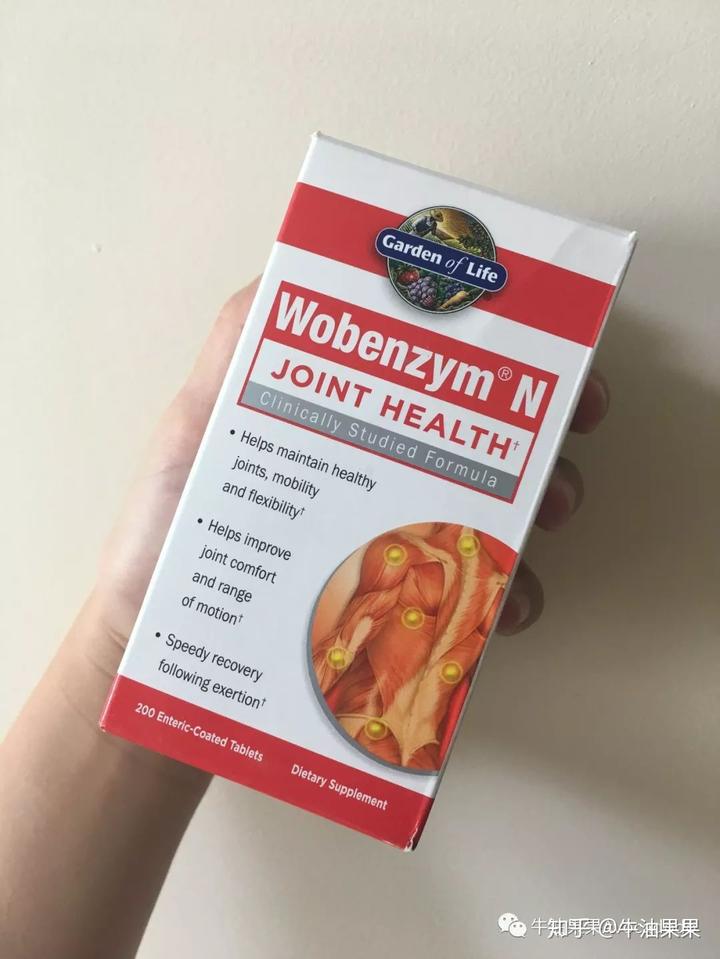 Garden of Life
Wobenzym® N
JOINT HEALTH†
Clinically Studied Formula
• Helps maintain healthy
joints, mobility
and flexibility†
• Helps improve
joint comfort
and range
of motion†
• Speedy recovery
following exertion†
200 Enteric-Coated Tablets
Dietary Supplement
知乎 @牛油果果